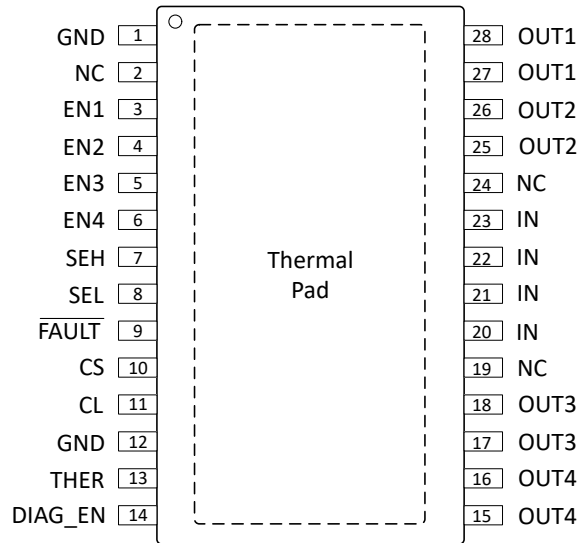 GND 1 28 OUT1
NC 2 27 OUT1
EN1 3 26 OUT2
EN2 4 25 OUT2
EN3 5 24 NC
EN4 6 23 IN
SEH 7 22 IN
Thermal
Pad
SEL 8 21 IN
FAULT 9 20 IN
CS 10 19 NC
CL 11 18 OUT3
GND 12 17 OUT3
THER 13 16 OUT4
DIAG_EN 14 15 OUT4